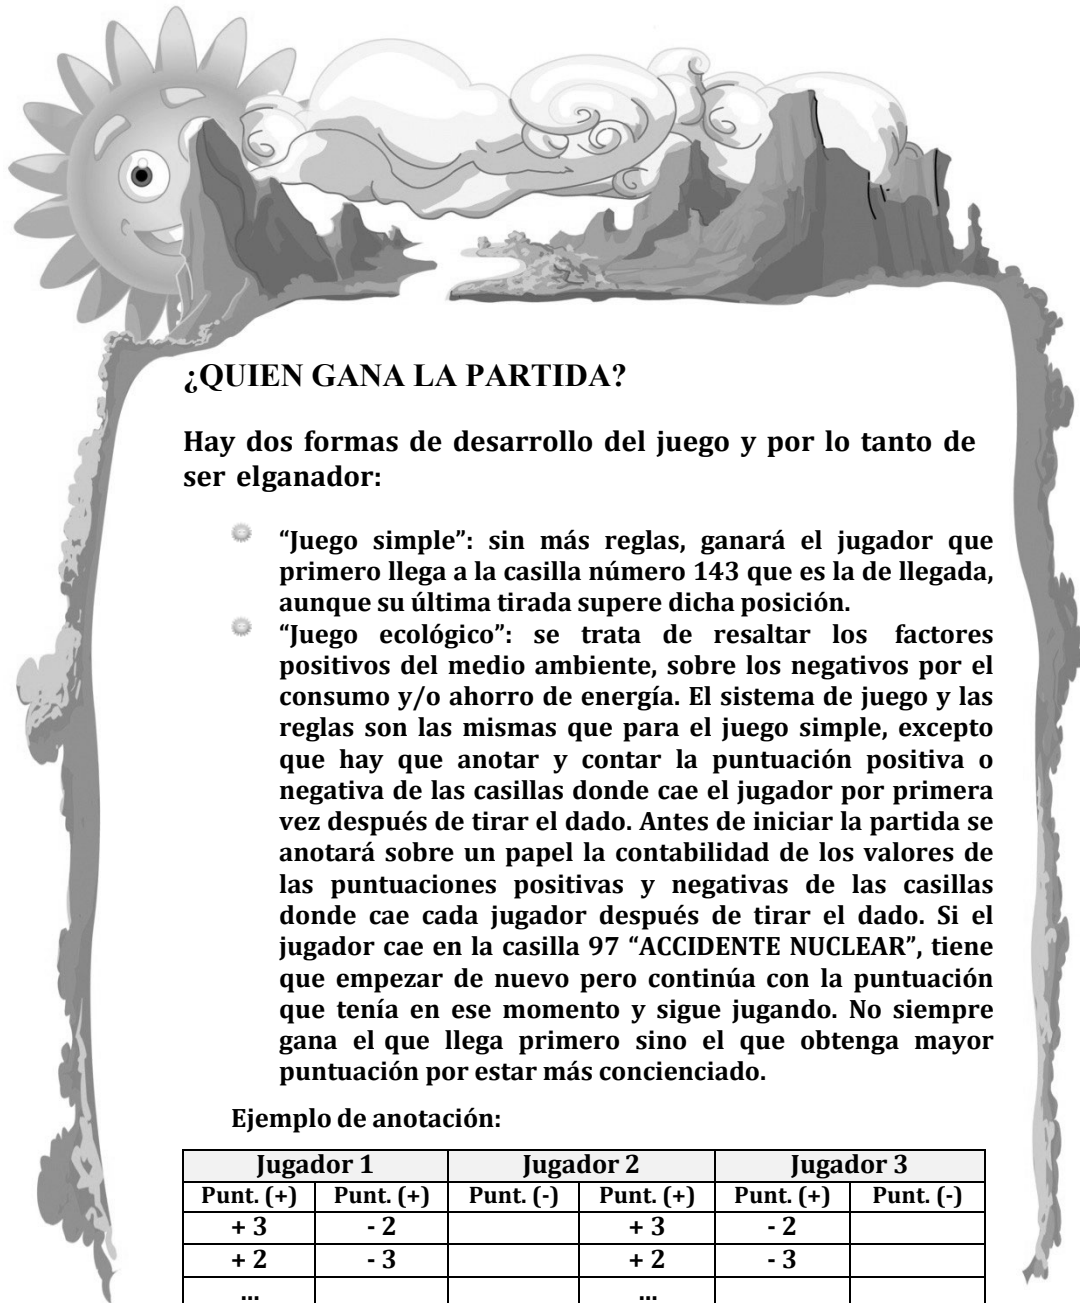 ¿QUIEN GANA LA PARTIDA?
Hay dos formas de desarrollo del juego y por lo tanto de
ser elganador:
“Juego simple”: sin más reglas, ganará el jugador que
primero llega a la casilla número 143 que es la de llegada,
aunque su última tirada supere dicha posición.
“Juego ecológico”: se trata de resaltar los factores
positivos del medio ambiente, sobre los negativos por el
consumo y/o ahorro de energía. El sistema de juego y las
reglas son las mismas que para el juego simple, excepto
que hay que anotar y contar la puntuación positiva o
negativa de las casillas donde cae el jugador por primera
vez después de tirar el dado. Antes de iniciar la partida se
anotará sobre un papel la contabilidad de los valores de
las puntuaciones positivas y negativas de las casillas
donde cae cada jugador después de tirar el dado. Si el
jugador cae en la casilla 97 “ACCIDENTE NUCLEAR”, tiene
que empezar de nuevo pero continúa con la puntuación
que tenía en ese momento y sigue jugando. No siempre
gana el que llega primero sino el que obtenga mayor
puntuación por estar más concienciado.
Ejemplo de anotación:
Jugador 1 Jugador 2 Jugador 3
Punt. (+) Punt. (+) Punt. (-) Punt. (+) Punt. (+) Punt. (-)
+ 3 - 2 + 3 - 2
+ 2 - 3 + 2 - 3
... ...